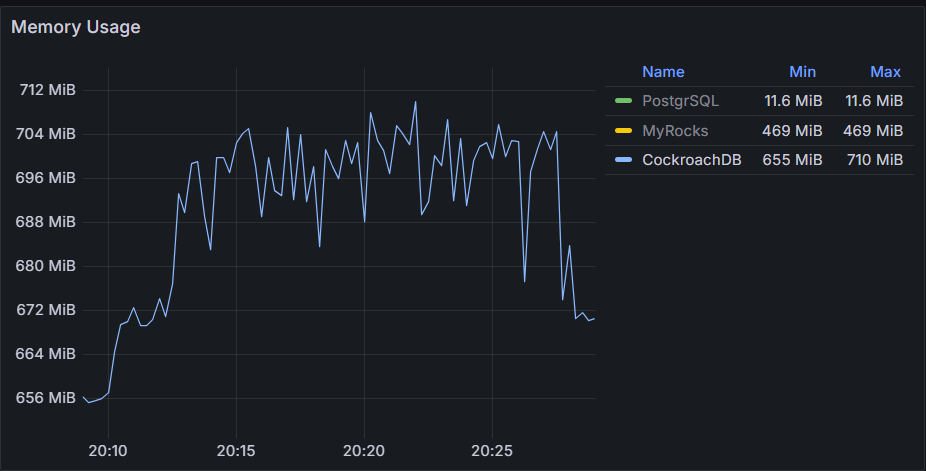 Memory Usage
712 MiB
704 MiB
696 MiB
688 MiB
680 MiB
672 MiB
664 MiB
656 MiB
20:10 20:15 20:20 20:25
Name Min Max
PostgrSQL 11.6 MiB 11.6 MiB
MyRocks 469 MiB 469 MiB
CockroachDB 655 MiB 710 MiB